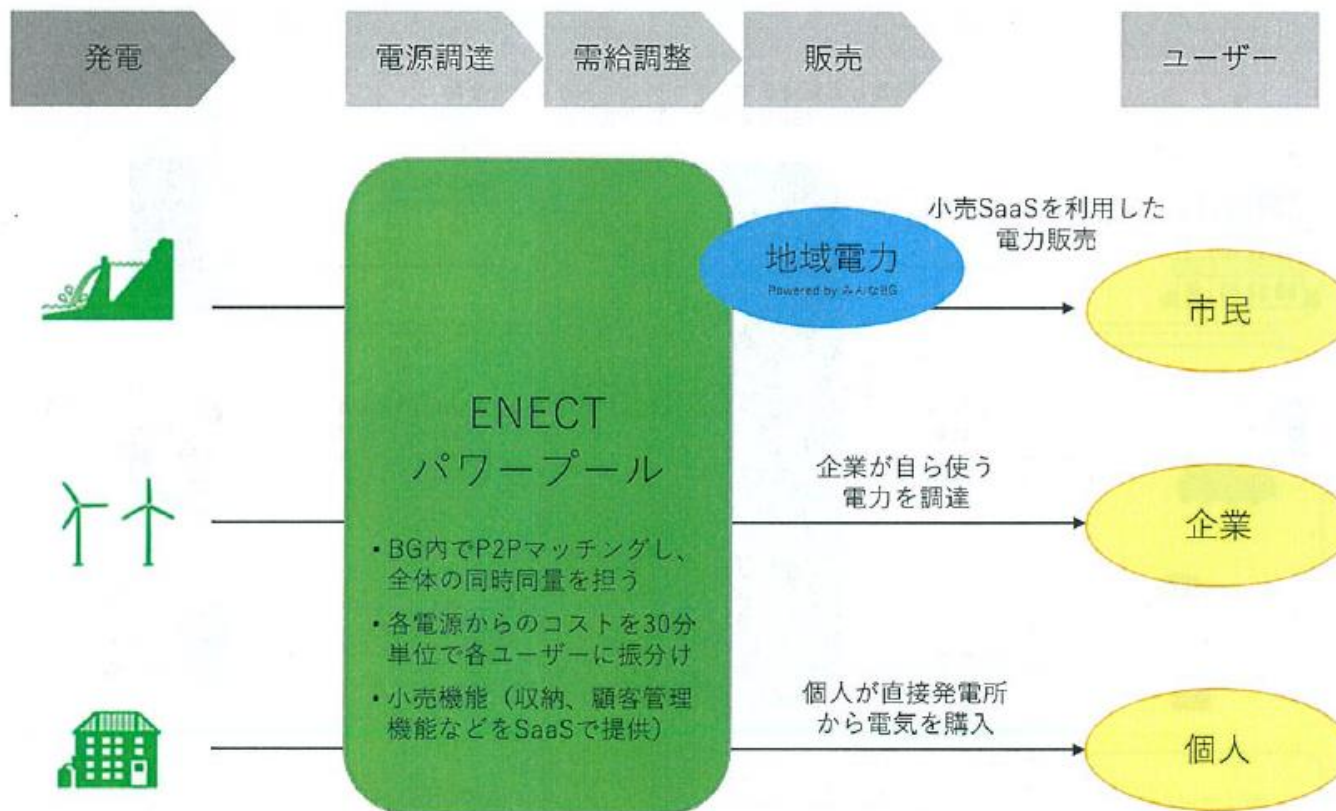 発電
電源調達
需給調整
販売
ユーザー
小売SaaSを利用した
電力販売
地域電力
Powered by みんなBG
市民
ENECT
パワープール
・BG内でP2Pマッチングし、
全体の同時同量を担う
・各電源からのコストを30分
単位で各ユーザーに振分け
・小売機能（収納、顧客管理
機能などをSaaSで提供）
企業が自ら使う
電力を調達
企業
個人が直接発電所
から電気を購入
個人